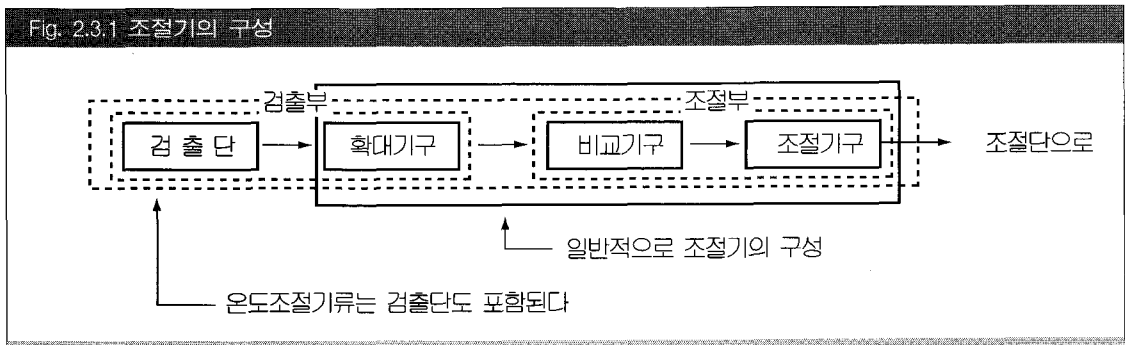 Fig. 2.3.1 조절기의 구성
검출부 조절부
검 출 단 확대기구 비교기구 조절기구 조절단으로
일반적으로 조절기의 구성
온도조절기류는 검출단도 포함된다